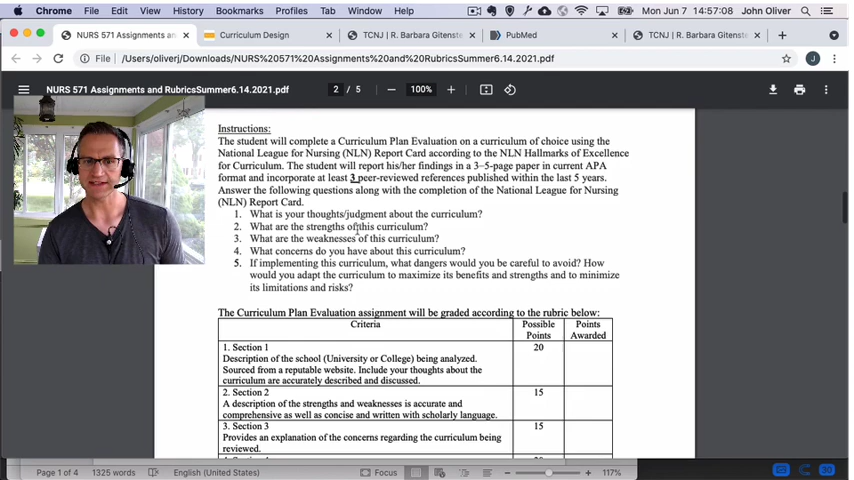 Chrome File Edit View History Bookmarks Profiles Tab Window Help Mon Jun 7 14:57:08 John Oliver
NURS 571 Assignments and Curriculum Design TCNJ | R. Barbara Gitenste PubMed TCNJ | R. Barbara Gitenste
File /Users/oliverj/Downloads/NURS%20571%20Assignments%20and%20RubricsSummer6.14.2021.pdf J
NURS 571 Assignments and RubricsSummer6.14.2021.pdf 2 / 5 100%
Instructions:
The student will complete a Curriculum Plan Evaluation on a curriculum of choice using the
National League for Nursing (NLN) Report Card according to the NLN Hallmarks of Excellence
for Curriculum. The student will report his/her findings in a 3–5-page paper in current APA
format and incorporate at least 3 peer-reviewed references published within the last 5 years.
Answer the following questions along with the completion of the National League for Nursing
(NLN) Report Card.
1. What is your thoughts/judgment about the curriculum?
2. What are the strengths of this curriculum?
3. What are the weaknesses of this curriculum?
4. What concerns do you have about this curriculum?
5. If implementing this curriculum, what dangers would you be careful to avoid? How
would you adapt the curriculum to maximize its benefits and strengths and to minimize
its limitations and risks?
The Curriculum Plan Evaluation assignment will be graded according to the rubric below:
Criteria Possible Points Points Awarded
1. Section 1 20
Description of the school (University or College) being analyzed.
Sourced from a reputable website. Include your thoughts about the
curriculum are accurately described and discussed.
2. Section 2 15
A description of the strengths and weaknesses is accurate and
comprehensive as well as concise and written with scholarly language.
3. Section 3 15
Provides an explanation of the concerns regarding the curriculum being
reviewed.
Page 1 of 4 1325 words English (United States) Focus 117%